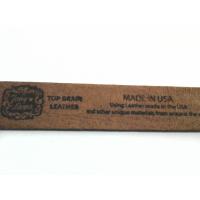 TOP GRAIN
LEATHER
MADE IN USA
Using Leather made in the USA
and other unique materials from around the